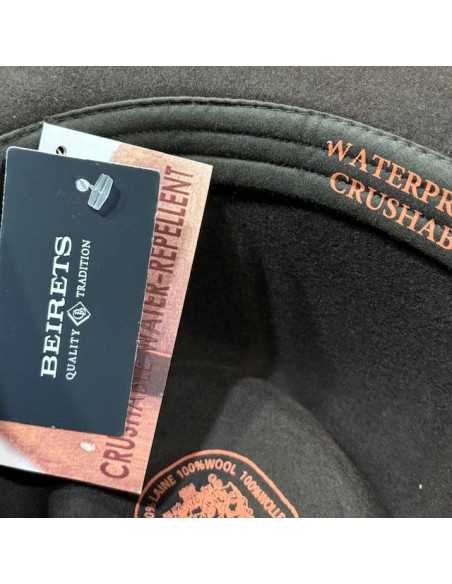 BEIRETS
QUALITY TRADITION
CRUSHABLE WATER-REPELLENT
WATERPR
CRUSHAB
LAINE 100%WOOL 100%WOLLE